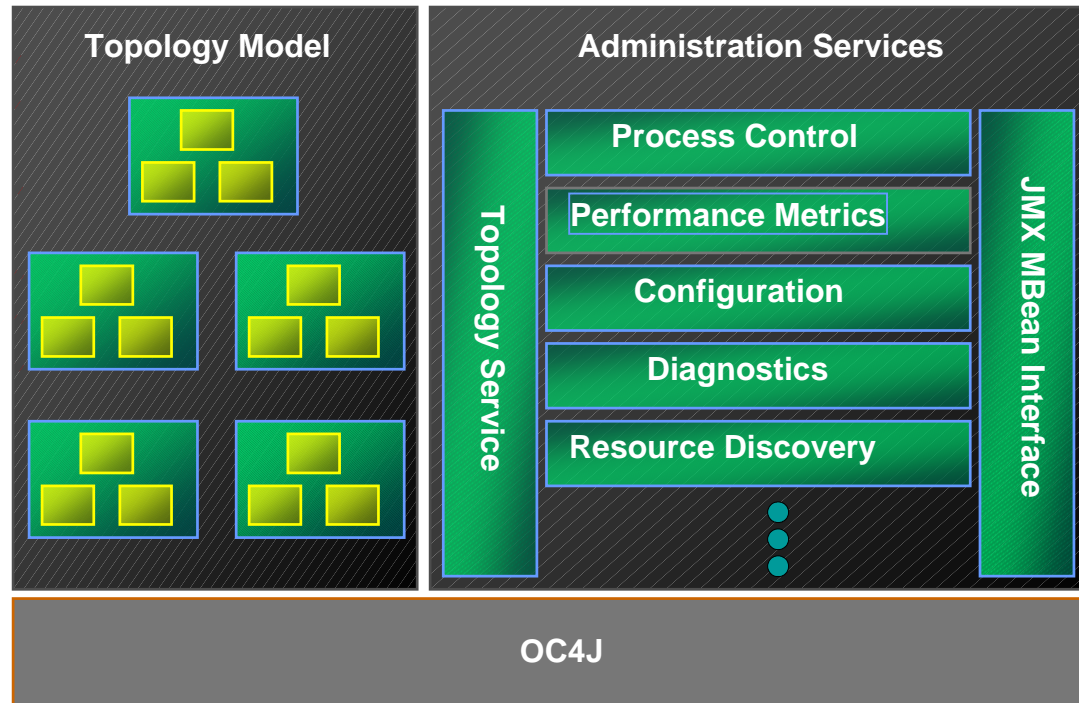 Topology Model
Administration Services
Topology Service
Process Control
Performance Metrics
Configuration
Diagnostics
Resource Discovery
JMX MBean Interface
OC4J